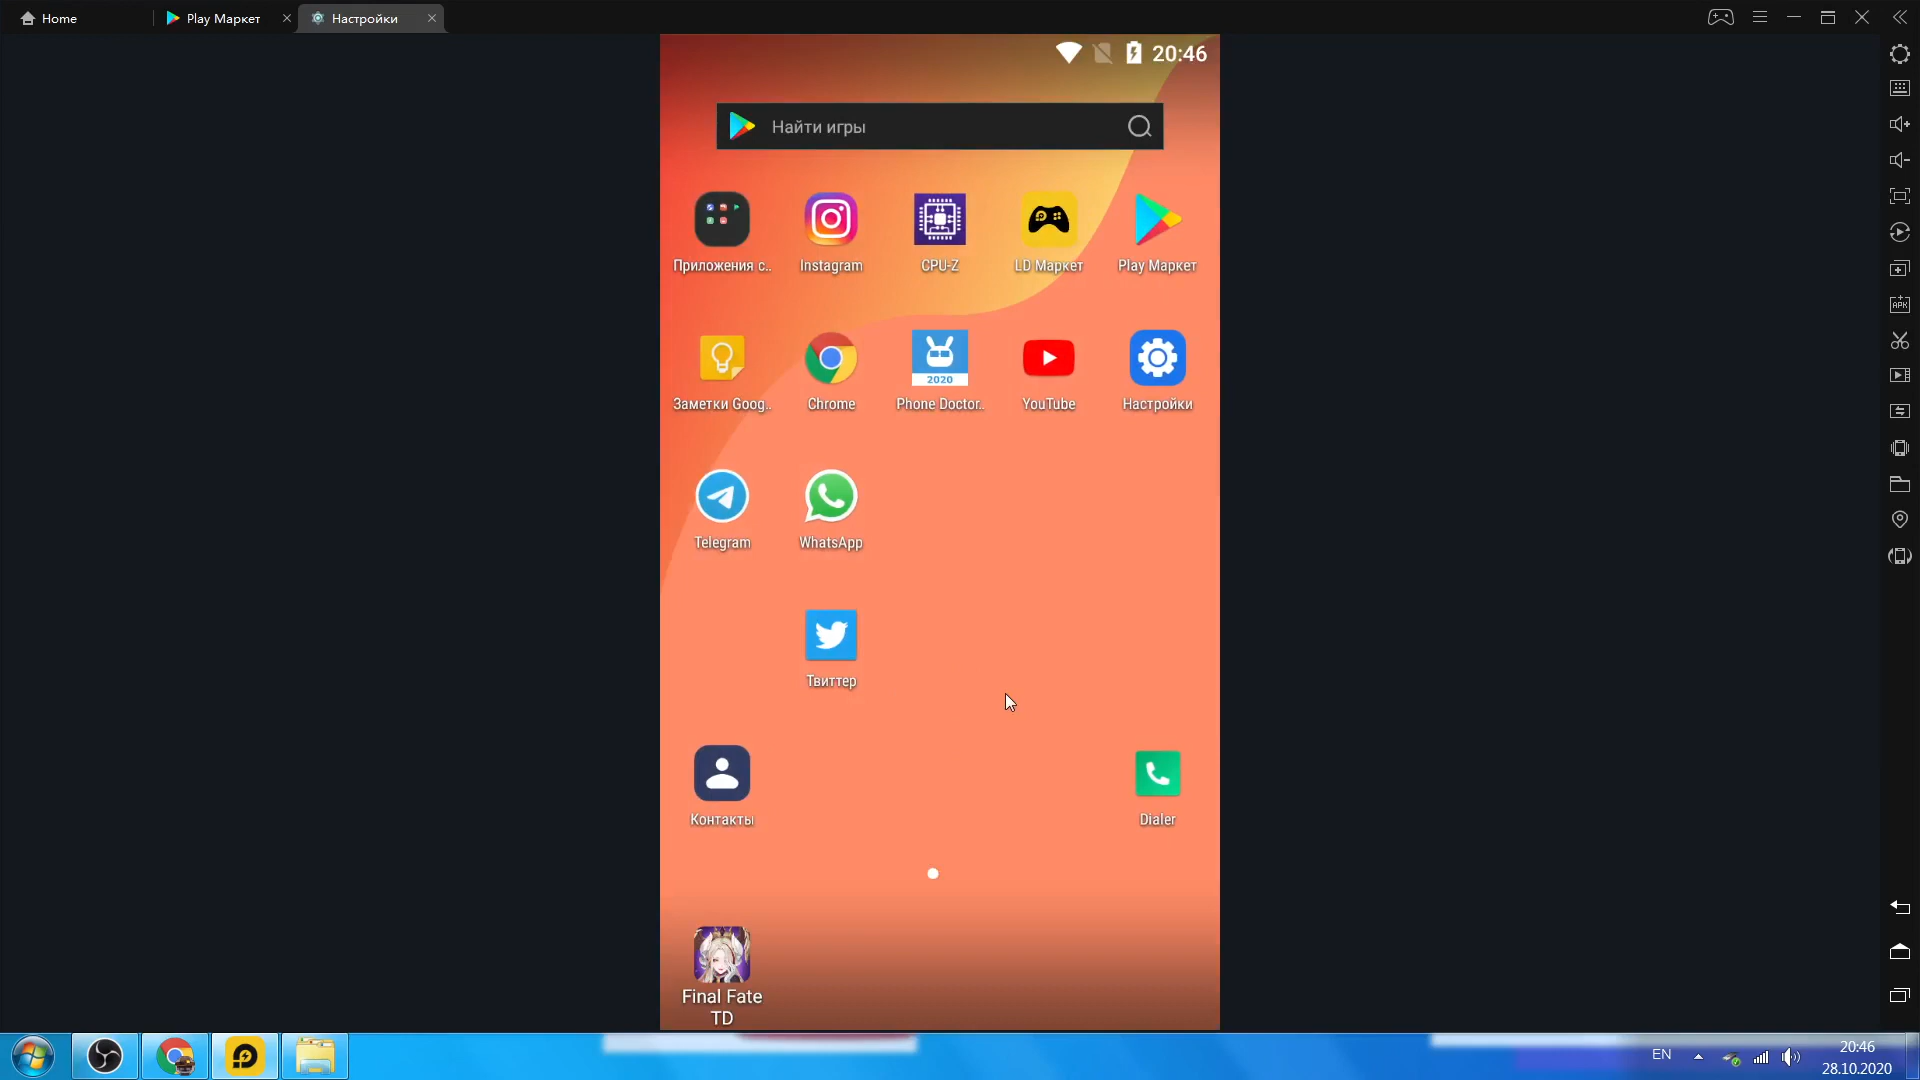 Home
Play Маркет
Настройки
20:46
Найти игры
Приложения с..
Instagram
CPU-Z
LD Маркет
Play Маркет
Заметки Goog..
Chrome
2020
Phone Doctor..
YouTube
Настройки
Telegram
WhatsApp
Твиттер
Контакты
Dialer
Final Fate
TD
APK
EN
20:46
28.10.2020